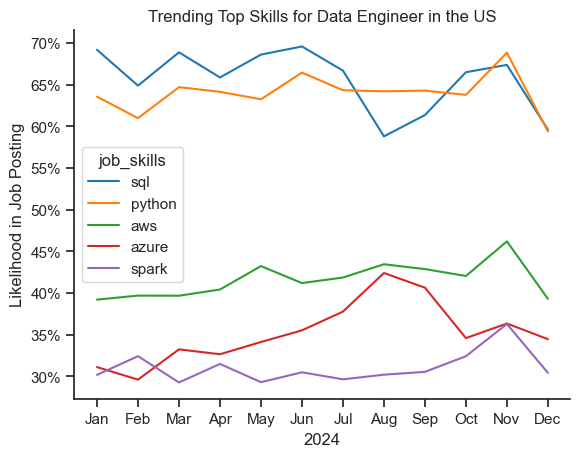 Trending Top Skills for Data Engineer in the US
Likelihood in Job Posting
70%
65%
60%
55%
50%
45%
40%
35%
30%
job_skills
sql
python
aws
azure
spark
Jan Feb Mar Apr May Jun Jul Aug Sep Oct Nov Dec
2024